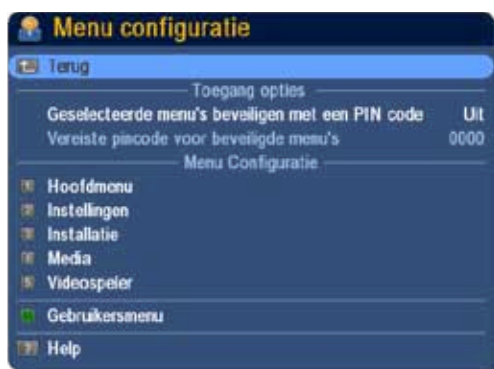 Menu configuratie
Terug
Toegang opties
Geselecteerde menu's beveiligen met een PIN code Uit
Vereiste pincode voor beveiligde menu's 0000
Menu Configuratie
Hoofdmenu
Instellingen
Installatie
Media
Videospeler
Gebruikersmenu
Help